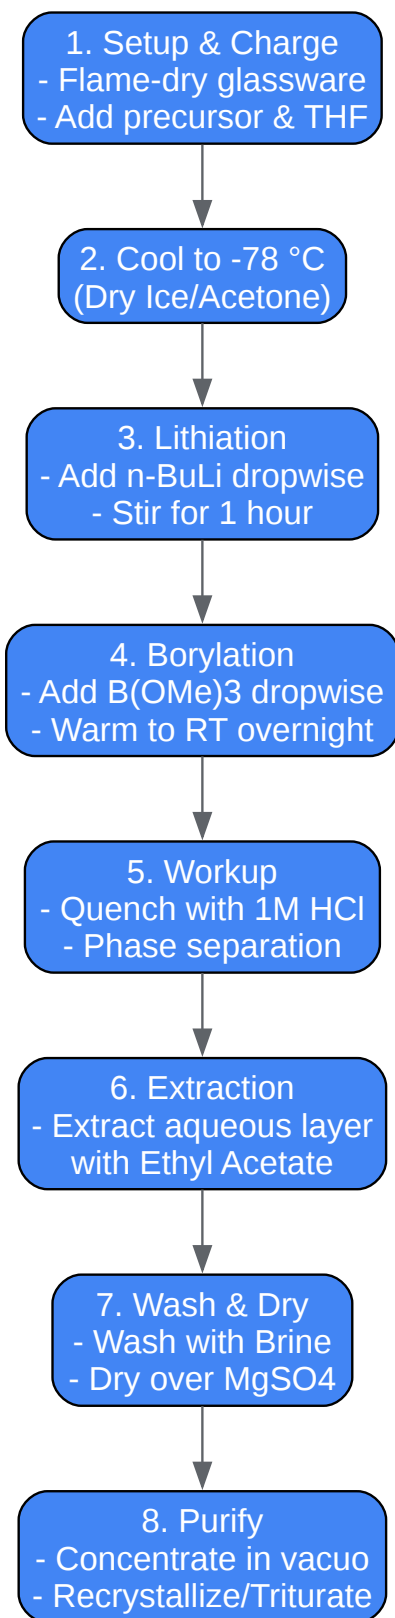 1. Setup & Charge
- Flame-dry glassware
- Add precursor & THF
2. Cool to -78 °C
(Dry Ice/Acetone)
3. Lithiation
- Add n-BuLi dropwise
- Stir for 1 hour
4. Borylation
- Add B(OMe)3 dropwise
- Warm to RT overnight
5. Workup
- Quench with 1M HCl
- Phase separation
6. Extraction
- Extract aqueous layer
with Ethyl Acetate
7. Wash & Dry
- Wash with Brine
- Dry over MgSO4
8. Purify
- Concentrate in vacuo
- Recrystallize/Triturate